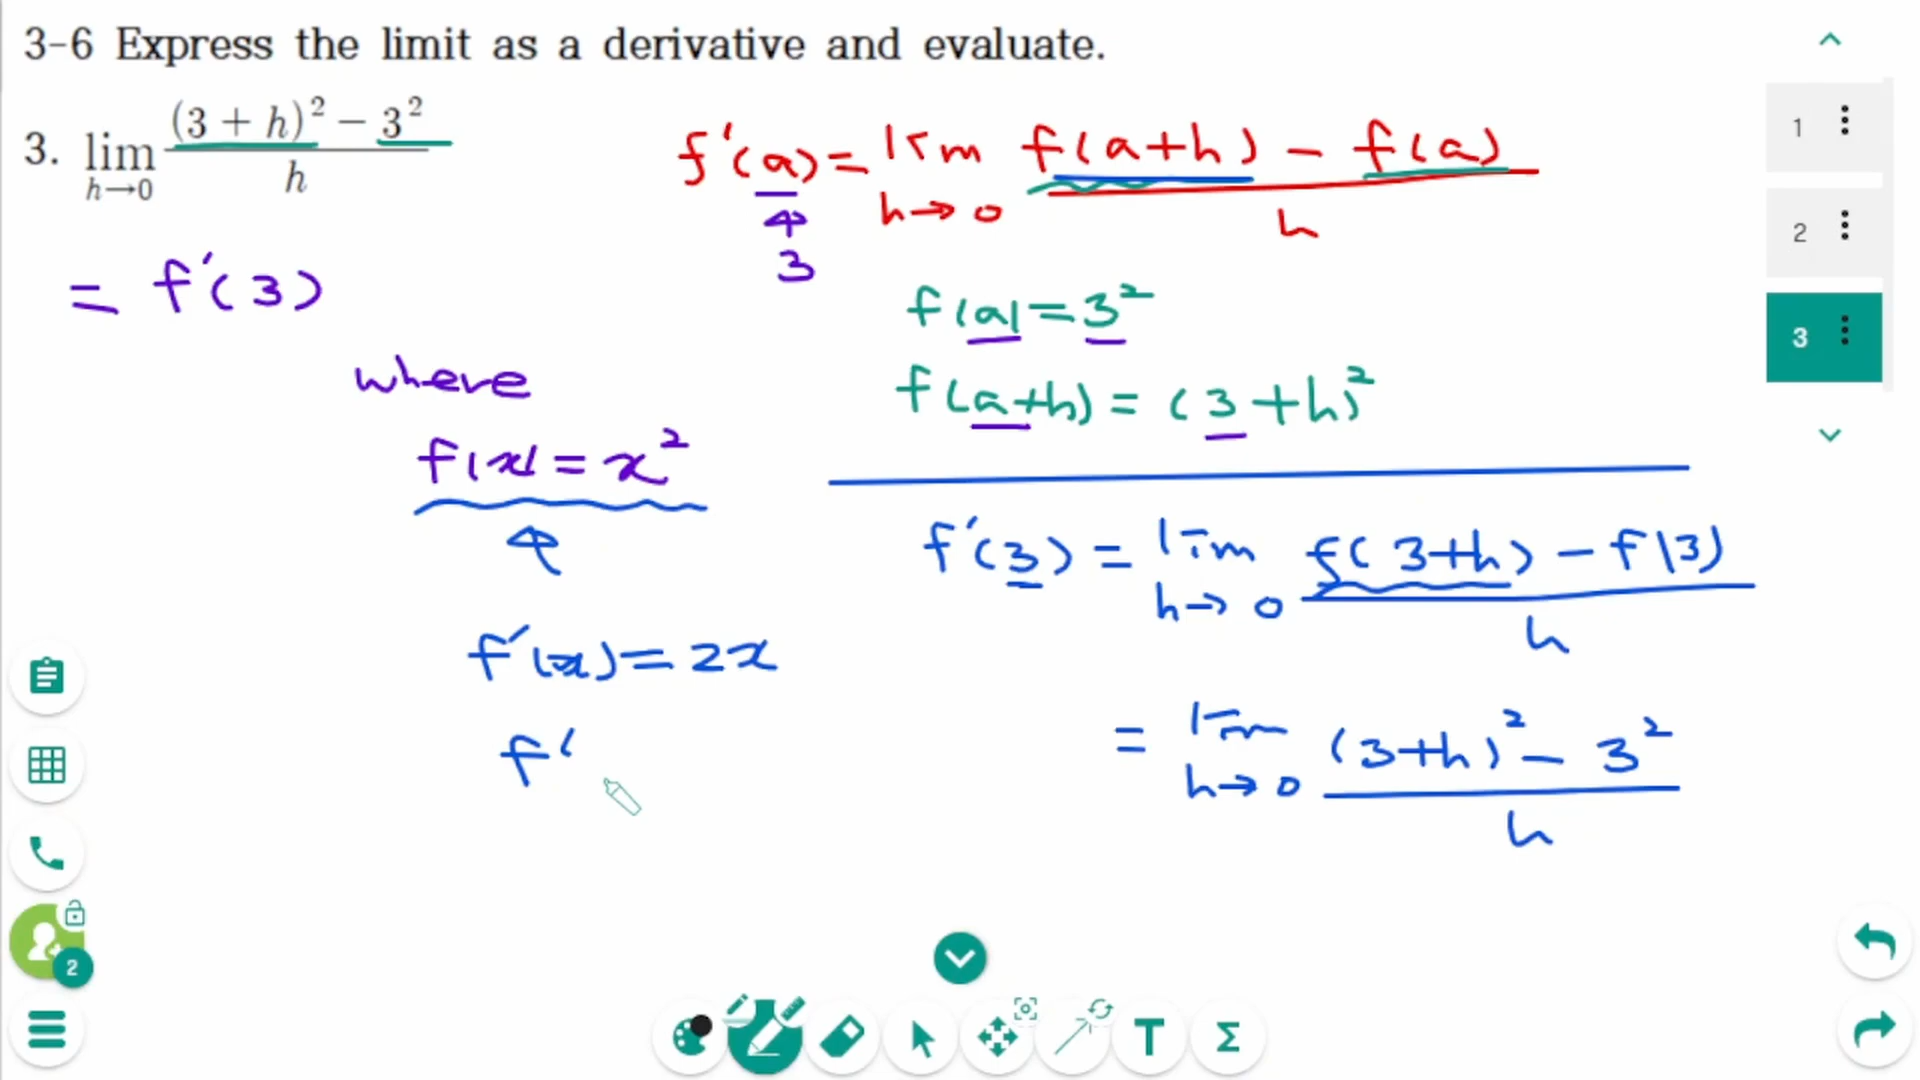 3-6 Express the limit as a derivative and evaluate.
3. lim h→0 (3 + h)² − 3² / h
= f'(3)
where
f(x) = x²
f'(x) = 2x
f'
f'(a) = lim h→0 f(a+h) − f(a) / h
3
f(a) = 3²
f(a+h) = (3+h)²
f'(3) = lim h→0 f(3+h) − f(3) / h
= lim h→0 (3+h)² − 3² / h
1
2
3
2
T
Σ